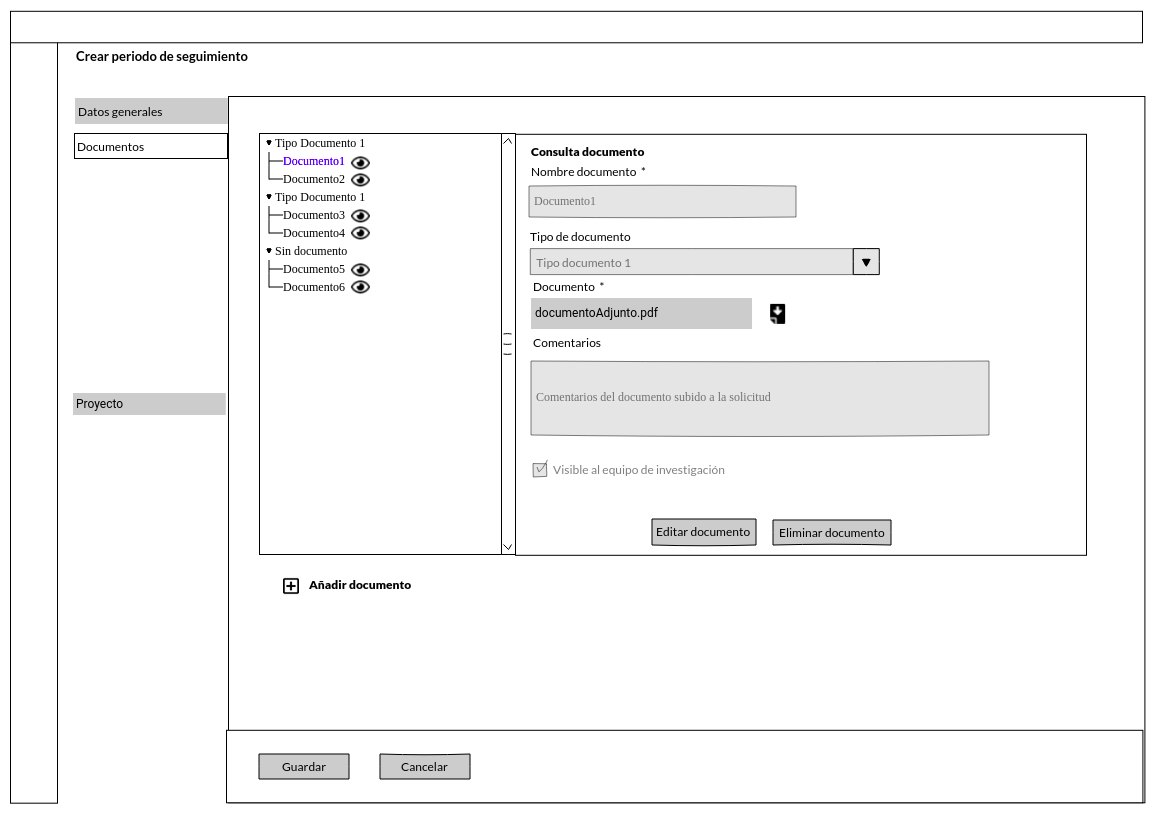 Crear periodo de seguimiento
Datos generales
Documentos
Proyecto
Tipo Documento 1
Documento1
Documento2
Tipo Documento 1
Documento3
Documento4
Sin documento
Documento5
Documento6
Consulta documento
Nombre documento *
Documento1
Tipo de documento
Tipo documento 1
Documento *
documentoAdjunto.pdf
Comentarios
Comentarios del documento subido a la solicitud
Visible al equipo de investigación
Editar documento
Eliminar documento
Añadir documento
Guardar
Cancelar